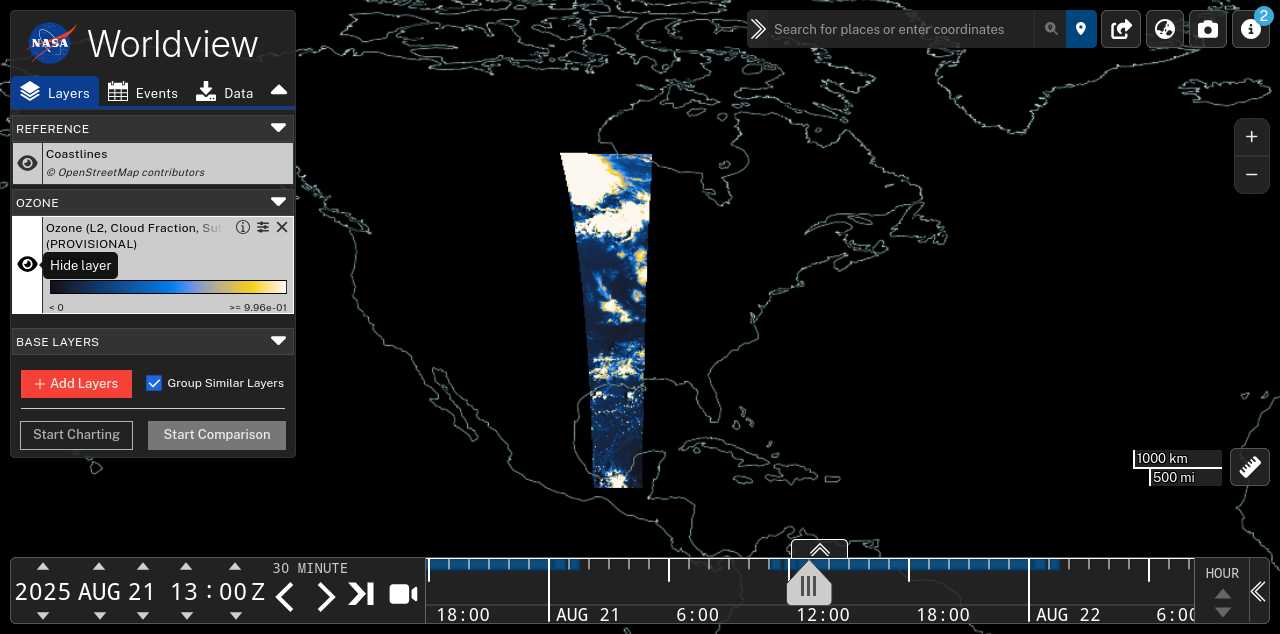 NASA
Worldview
Search for places or enter coordinates
2
Layers
Events
Data
REFERENCE
Coastlines
© OpenStreetMap contributors
OZONE
Ozone (L2, Cloud Fraction, Su
(PROVISIONAL)
Hide layer
< 0
>= 9.96e-01
BASE LAYERS
+ Add Layers
Group Similar Layers
Start Charting
Start Comparison
1000 km
500 mi
2025 AUG 21 13 : 00 Z
30 MINUTE
18:00
AUG 21
6:00
12:00
18:00
AUG 22
6:00
HOUR